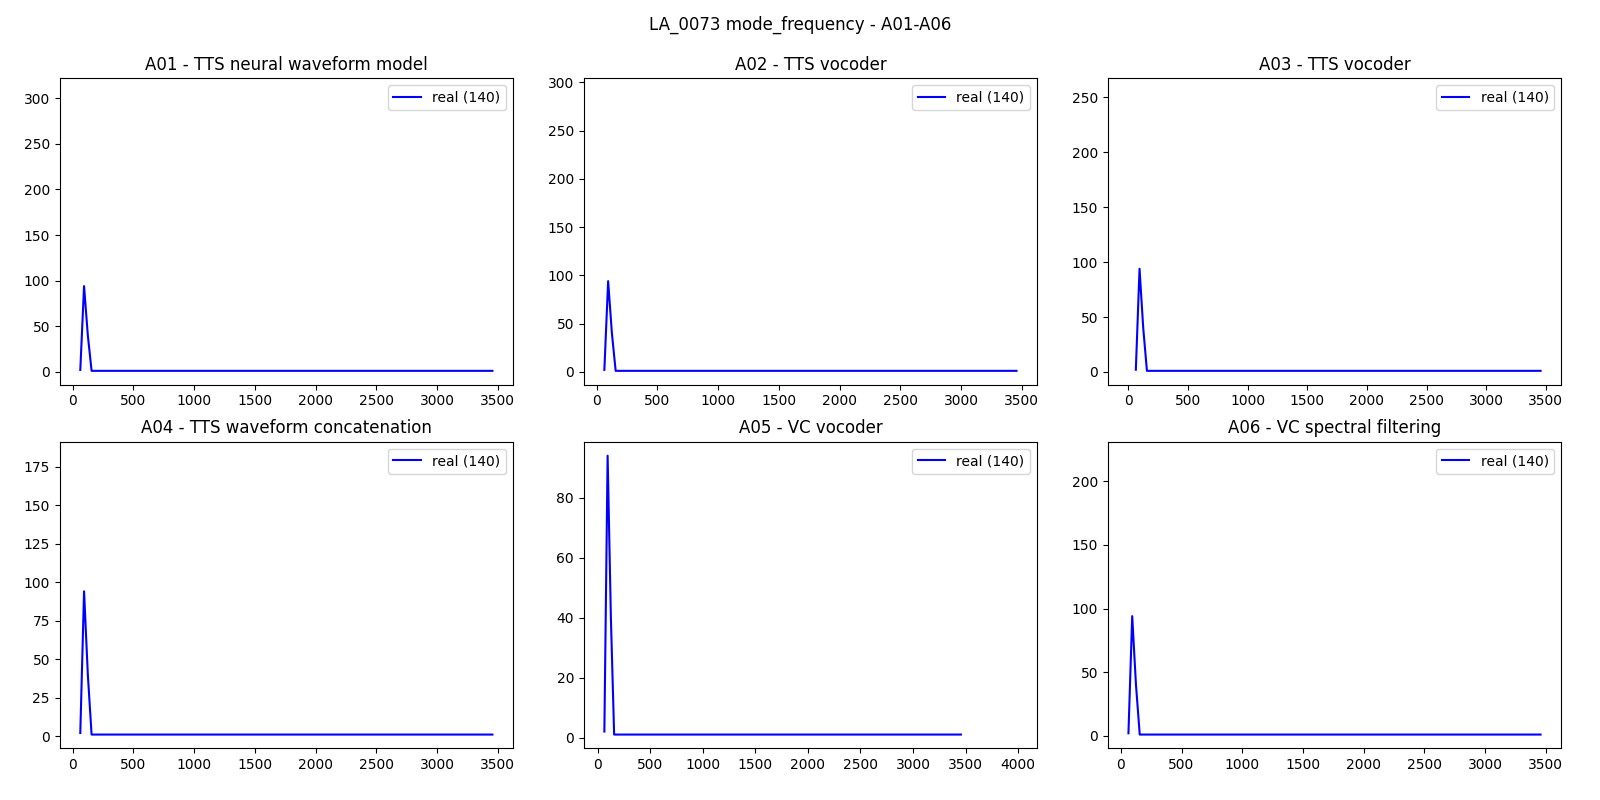 LA_0073 mode_frequency - A01-A06
A01 - TTS neural waveform model
real (140)
300
250
200
150
100
50
0
0 500 1000 1500 2000 2500 3000 3500
A02 - TTS vocoder
real (140)
300
250
200
150
100
50
0
0 500 1000 1500 2000 2500 3000 3500
A03 - TTS vocoder
real (140)
250
200
150
100
50
0
0 500 1000 1500 2000 2500 3000 3500
A04 - TTS waveform concatenation
real (140)
175
150
125
100
75
50
25
0
0 500 1000 1500 2000 2500 3000 3500
A05 - VC vocoder
real (140)
80
60
40
20
0
0 500 1000 1500 2000 2500 3000 3500 4000
A06 - VC spectral filtering
real (140)
200
150
100
50
0
0 500 1000 1500 2000 2500 3000 3500